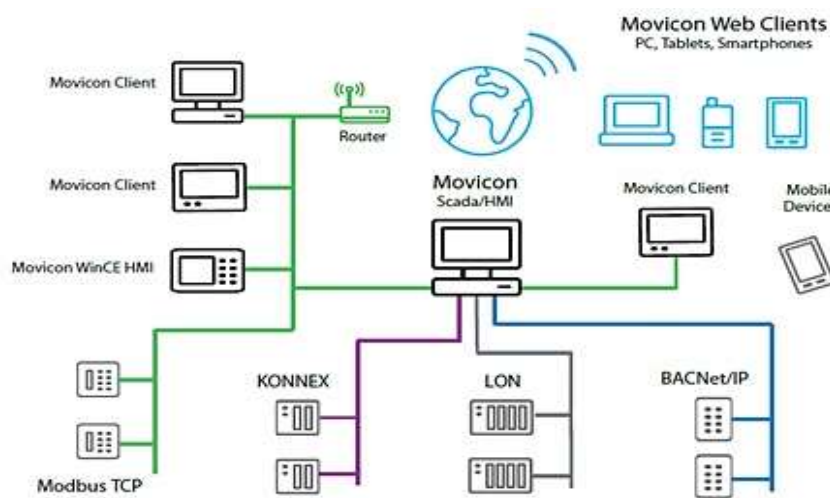 Movicon Web Clients
PC, Tablets, Smartphones
Movicon Client
Router
Movicon Client
Movicon
Scada/HMI
Movicon Client
Mobile
Device
Movicon WinCE HMI
KONNEX
LON
BACNet/IP
Modbus TCP